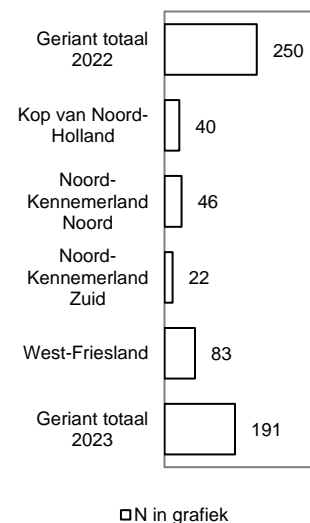 Geriant totaal
2022
250
Kop van Noord-
Holland
40
Noord-
Kennemerland
Noord
46
Noord-
Kennemerland
Zuid
22
West-Friesland
83
Geriant totaal
2023
191
N in grafiek